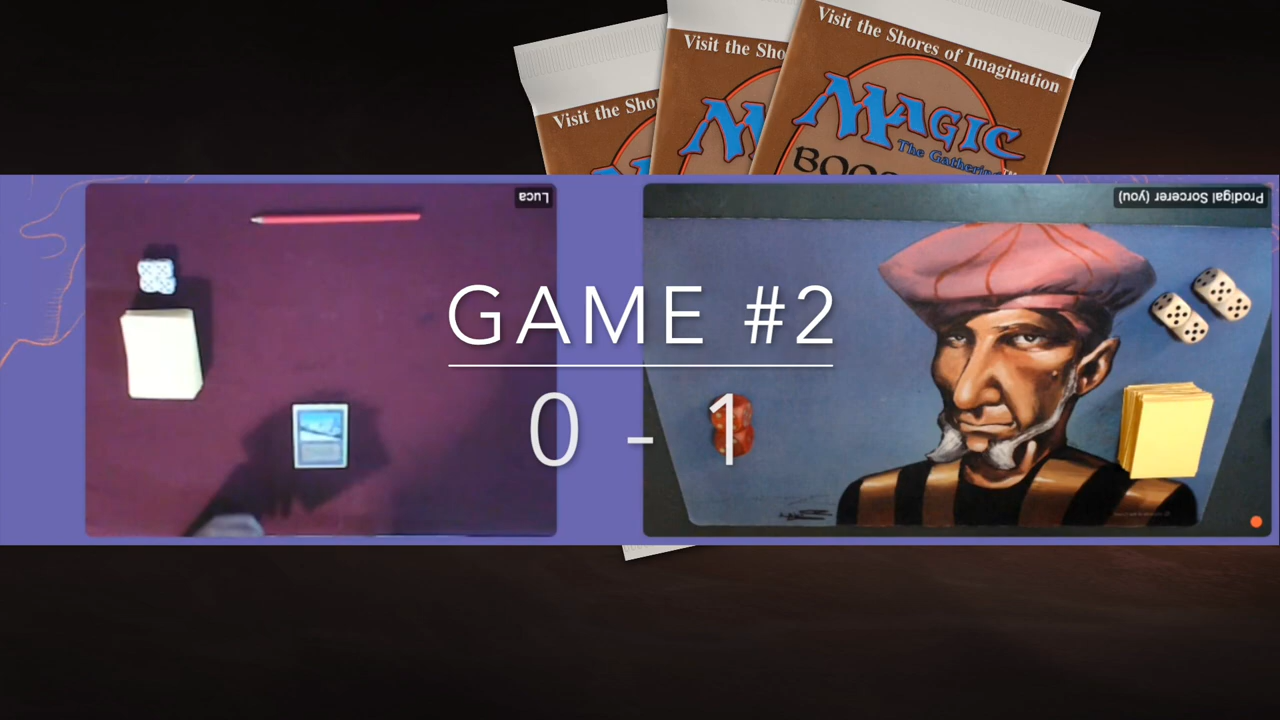 Visit the Shores of Imagination
Visit the Sho
Visit the Sho
MAGIC
The Gathering
BOO
M
Luca
Prodigal Sorcerer (you)
GAME #2
0 - 1